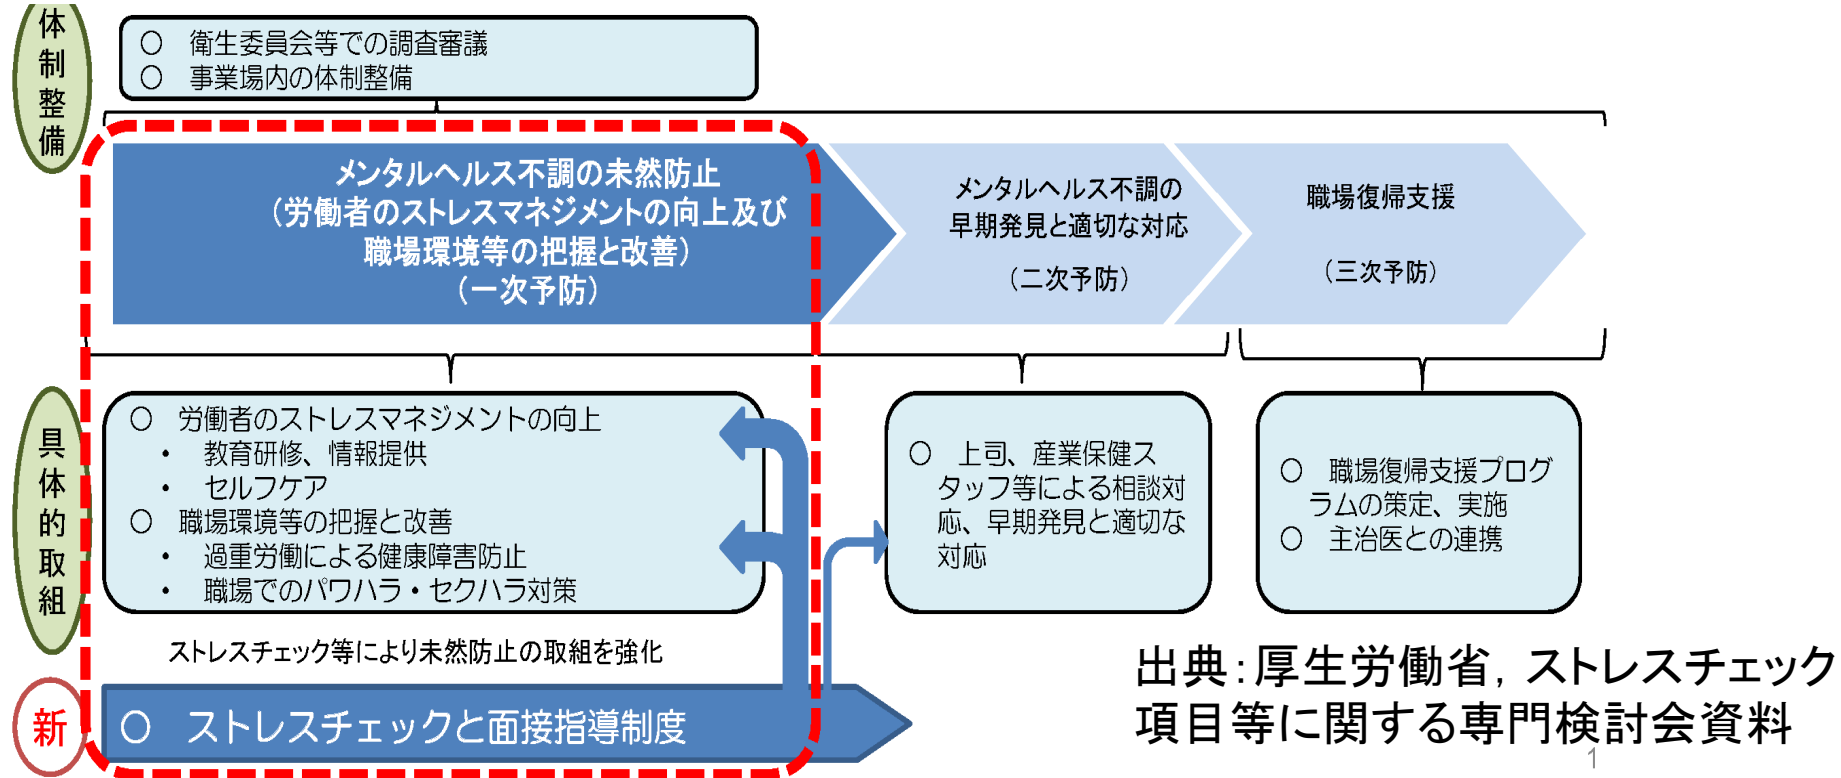 体制整備
○ 衛生委員会等での調査審議
○ 事業場内の体制整備
メンタルヘルス不調の未然防止
（労働者のストレスマネジメントの向上及び
職場環境等の把握と改善）
（一次予防）
メンタルヘルス不調の
早期発見と適切な対応
（二次予防）
職場復帰支援
（三次予防）
具体的取組
○ 労働者のストレスマネジメントの向上
・ 教育研修、情報提供
・ セルフケア
○ 職場環境等の把握と改善
・ 過重労働による健康障害防止
・ 職場でのパワハラ・セクハラ対策
○ 上司、産業保健ス
タッフ等による相談対
応、早期発見と適切な
対応
○ 職場復帰支援プログ
ラムの策定、実施
○ 主治医との連携
ストレスチェック等により未然防止の取組を強化
新
○ ストレスチェックと面接指導制度
出典：厚生労働省，ストレスチェック
項目等に関する専門検討会資料
1